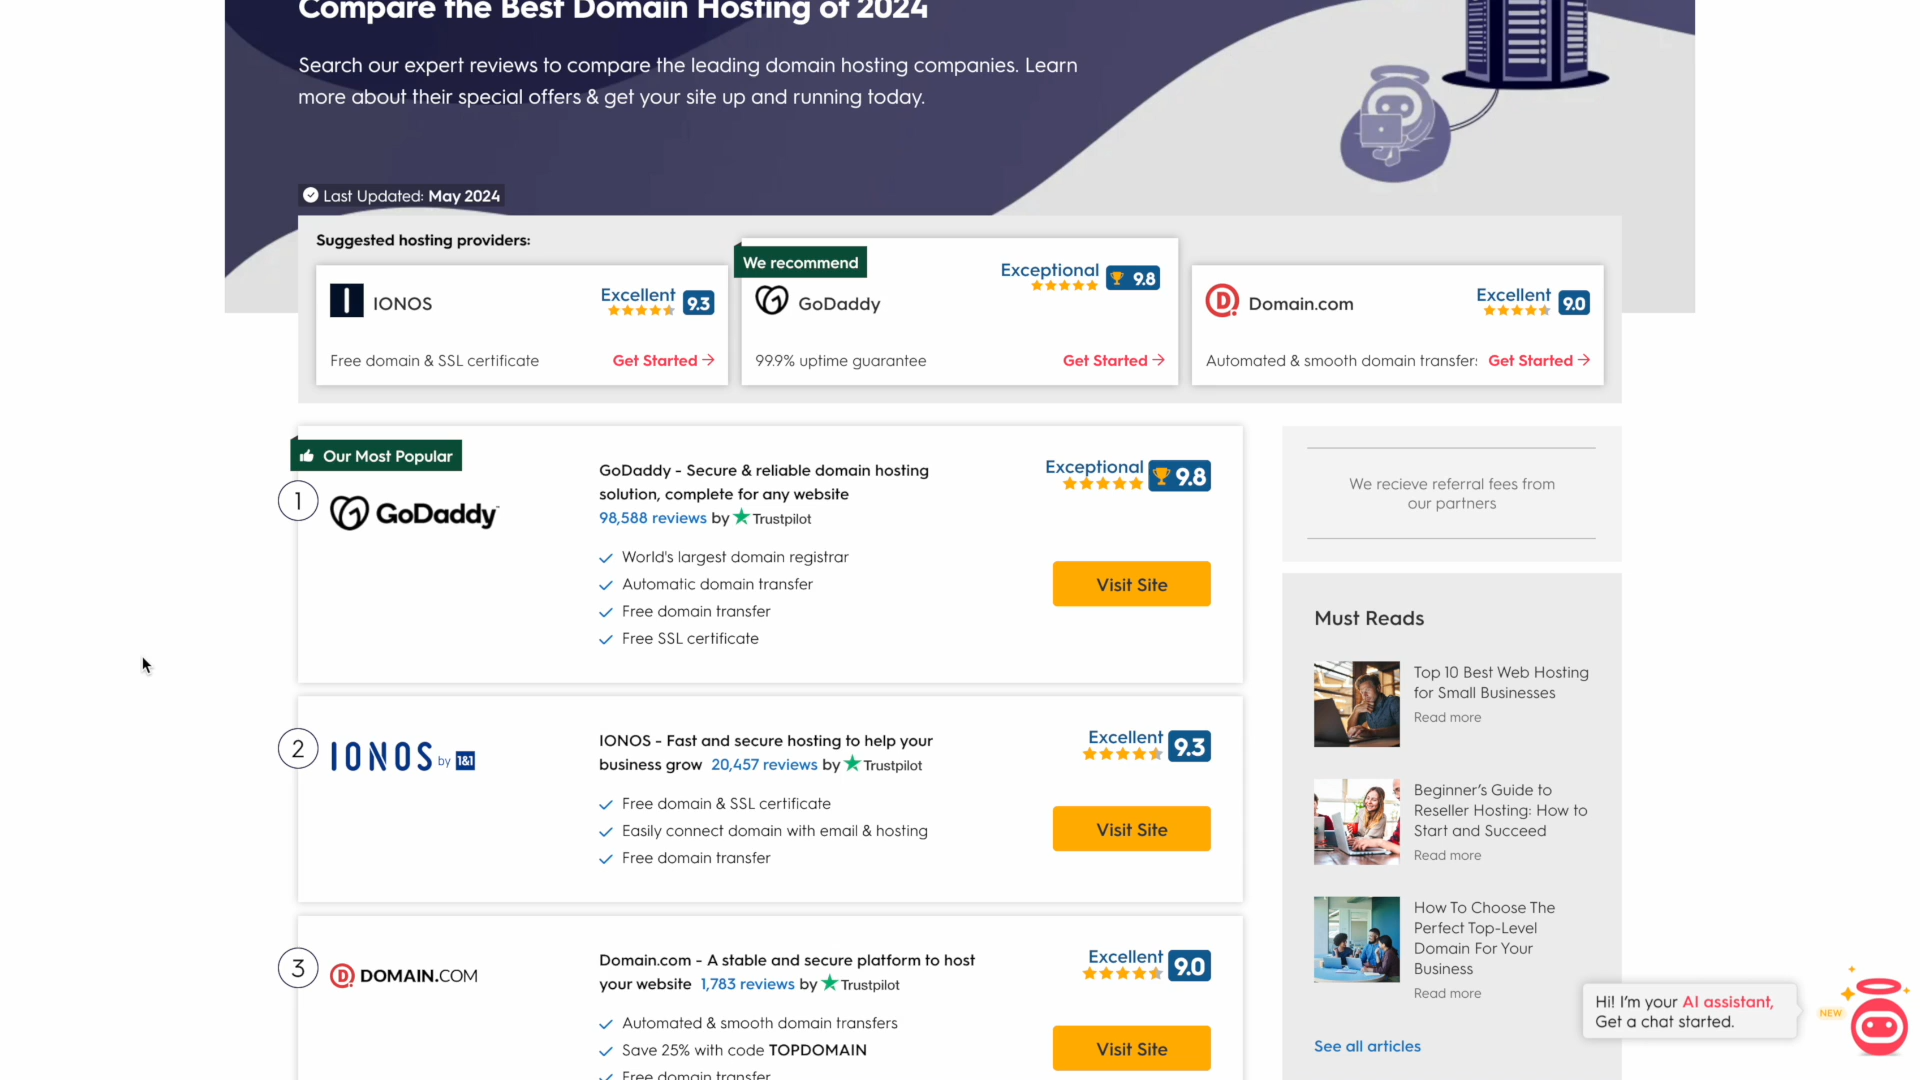 Compare the Best Domain Hosting of 2024
Search our expert reviews to compare the leading domain hosting companies. Learn
more about their special offers & get your site up and running today.
Last Updated: May 2024
Suggested hosting providers:
IONOS
Excellent
9.3
Free domain & SSL certificate
Get Started
We recommend
GoDaddy
Exceptional
9.8
99.9% uptime guarantee
Get Started
Domain.com
Excellent
9.0
Automated & smooth domain transfers
Get Started
Our Most Popular
1
GoDaddy
GoDaddy - Secure & reliable domain hosting
solution, complete for any website
98,588 reviews by Trustpilot
World's largest domain registrar
Automatic domain transfer
Free domain transfer
Free SSL certificate
Exceptional
9.8
Visit Site
2
IONOS by 1&1
IONOS - Fast and secure hosting to help your
business grow 20,457 reviews by Trustpilot
Free domain & SSL certificate
Easily connect domain with email & hosting
Free domain transfer
Excellent
9.3
Visit Site
3
DOMAIN.COM
Domain.com - A stable and secure platform to host
your website 1,783 reviews by Trustpilot
Automated & smooth domain transfers
Save 25% with code TOPDOMAIN
Free domain transfer
Excellent
9.0
Visit Site
We recieve referral fees from
our partners
Must Reads
Top 10 Best Web Hosting
for Small Businesses
Read more
Beginner's Guide to
Reseller Hosting: How to
Start and Succeed
Read more
How To Choose The
Perfect Top-Level
Domain For Your
Business
Read more
See all articles
Hi! I'm your AI assistant,
Get a chat started.
NEW